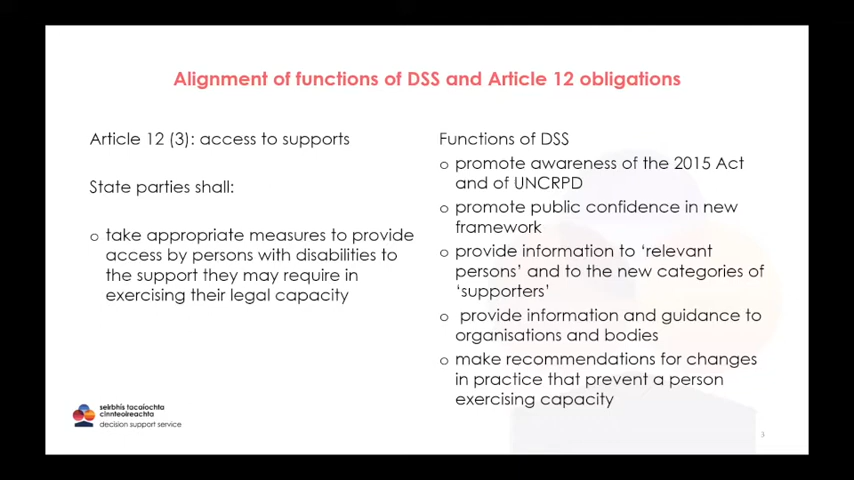 Alignment of functions of DSS and Article 12 obligations
Article 12 (3): access to supports
State parties shall:
o take appropriate measures to provide
access by persons with disabilities to
the support they may require in
exercising their legal capacity
Functions of DSS
o promote awareness of the 2015 Act
and of UNCRPD
o promote public confidence in new
framework
o provide information to ‘relevant
persons’ and to the new categories of
‘supporters’
o provide information and guidance to
organisations and bodies
o make recommendations for changes
in practice that prevent a person
exercising capacity
seirbhís tacaíochta
cinnteoireachta
decision support service
3